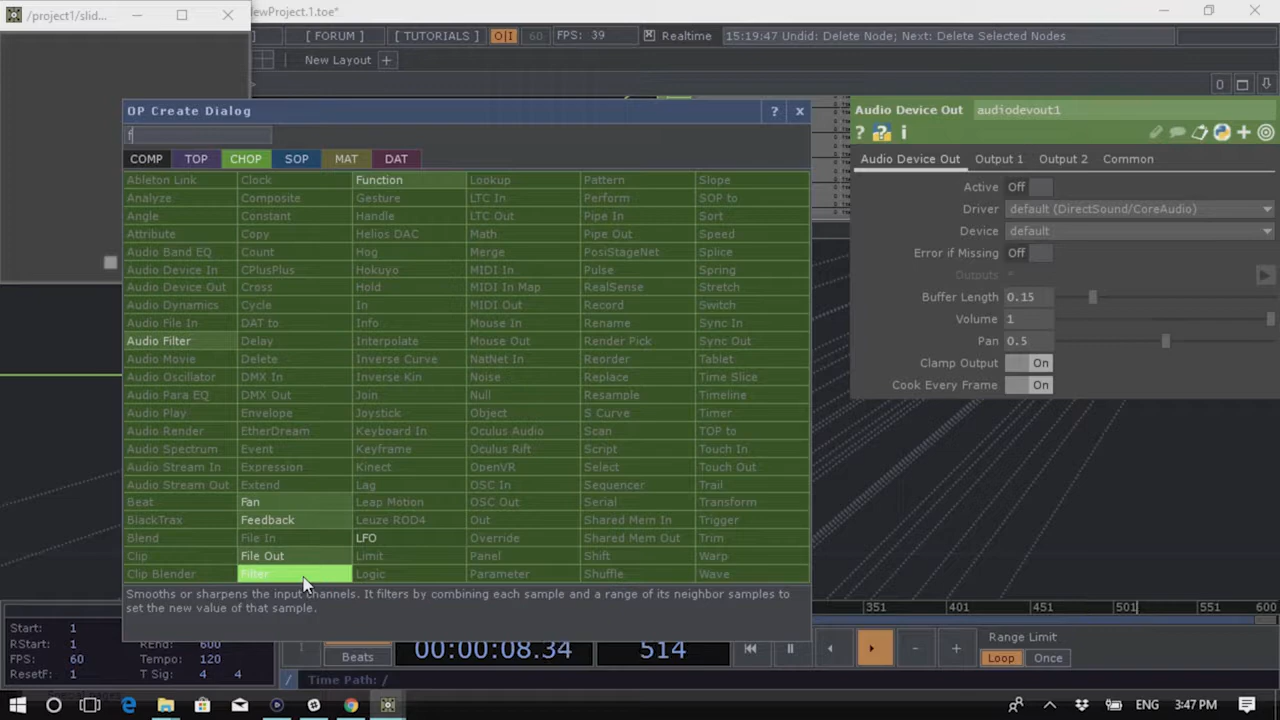 /project1/slid...
ewProject.1.toe*
[ FORUM ]
[ TUTORIALS ]
O|I
60
FPS: 39
Realtime
15:19:47 Undid: Delete Node; Next: Delete Selected Nodes
New Layout +
OP Create Dialog
?
x
f
COMP TOP CHOP SOP MAT DAT
Ableton Link Clock Function Lookup Pattern Slope
Analyze Composite Gesture LTC In Perform SOP to
Angle Constant Handle LTC Out Pipe In Sort
Attribute Copy Helios DAC Math Pipe Out Speed
Audio Band EQ Count Hog Merge PosiStageNet Splice
Audio Device In CPlusPlus Hokuyo MIDI In Pulse Spring
Audio Device Out Cross Hold MIDI In Map RealSense Stretch
Audio Dynamics Cycle In MIDI Out Record Switch
Audio File In DAT to Info Mouse In Rename Sync In
Audio Filter Delay Interpolate Mouse Out Render Pick Sync Out
Audio Movie Delete Inverse Curve NatNet In Reorder Tablet
Audio Oscillator DMX In Inverse Kin Noise Replace Time Slice
Audio Para EQ DMX Out Join Null Resample Timeline
Audio Play Envelope Joystick Object S Curve Timer
Audio Render EtherDream Keyboard In Oculus Audio Scan TOP to
Audio Spectrum Event Keyframe Oculus Rift Script Touch In
Audio Stream In Expression Kinect OpenVR Select Touch Out
Audio Stream Out Extend Lag OSC In Sequencer Trail
Beat Fan Leap Motion OSC Out Serial Transform
BlackTrax Feedback Leuze ROD4 Out Shared Mem In Trigger
Blend File In LFO Override Shared Mem Out Trim
Clip File Out Limit Panel Shift Warp
Clip Blender Filter Logic Parameter Shuffle Wave
Smooths or sharpens the input channels. It filters by combining each sample and a range of its neighbor samples to
set the new value of that sample.
Audio Device Out audiodevout1
? ? i
Audio Device Out Output 1 Output 2 Common
Active Off
Driver default (DirectSound/CoreAudio)
Device default
Error if Missing Off
Outputs *
Buffer Length 0.15
Volume 1
Pan 0.5
Clamp Output On
Cook Every Frame On
351 401 451 501 551 600
Start: 1
RStart: 1 REnd: 600
FPS: 60 Tempo: 120
ResetF: 1 T Sig: 4 4
Beats
00:00:08.34
514
Range Limit
Loop Once
/ Time Path: /
ENG 3:47 PM